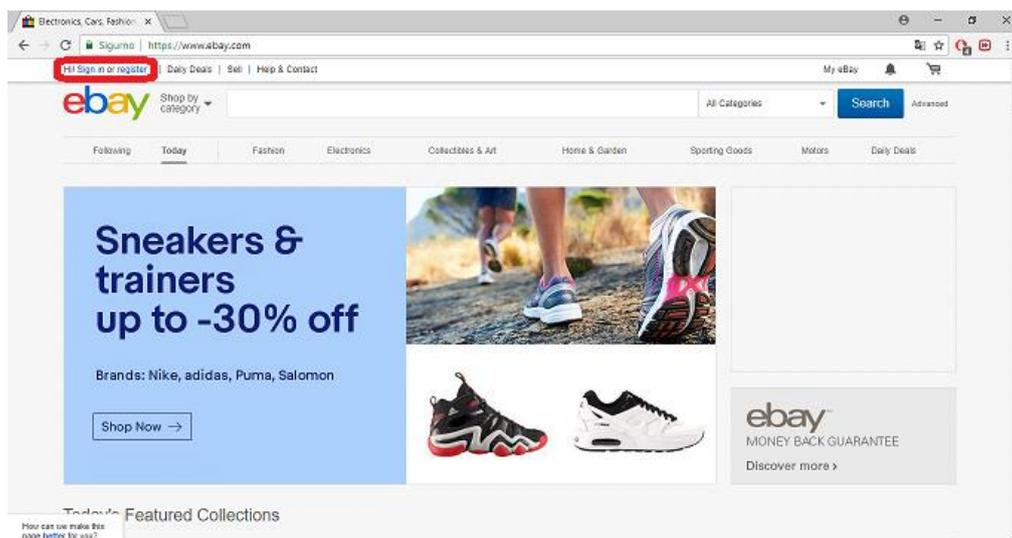 Electronics, Cars, Fashion
Sigurno | https://www.ebay.com
Hi! Sign in or register | Daily Deals | Sell | Help & Contact My eBay
ebay Shop by category All Categories Search Advanced
Following Today Fashion Electronics Collectibles & Art Home & Garden Sporting Goods Motors Daily Deals
Sneakers &
trainers
up to -30% off
Brands: Nike, adidas, Puma, Salomon
Shop Now →
ebay
MONEY BACK GUARANTEE
Discover more ›
Today's Featured Collections
How can we make this
page better for you?